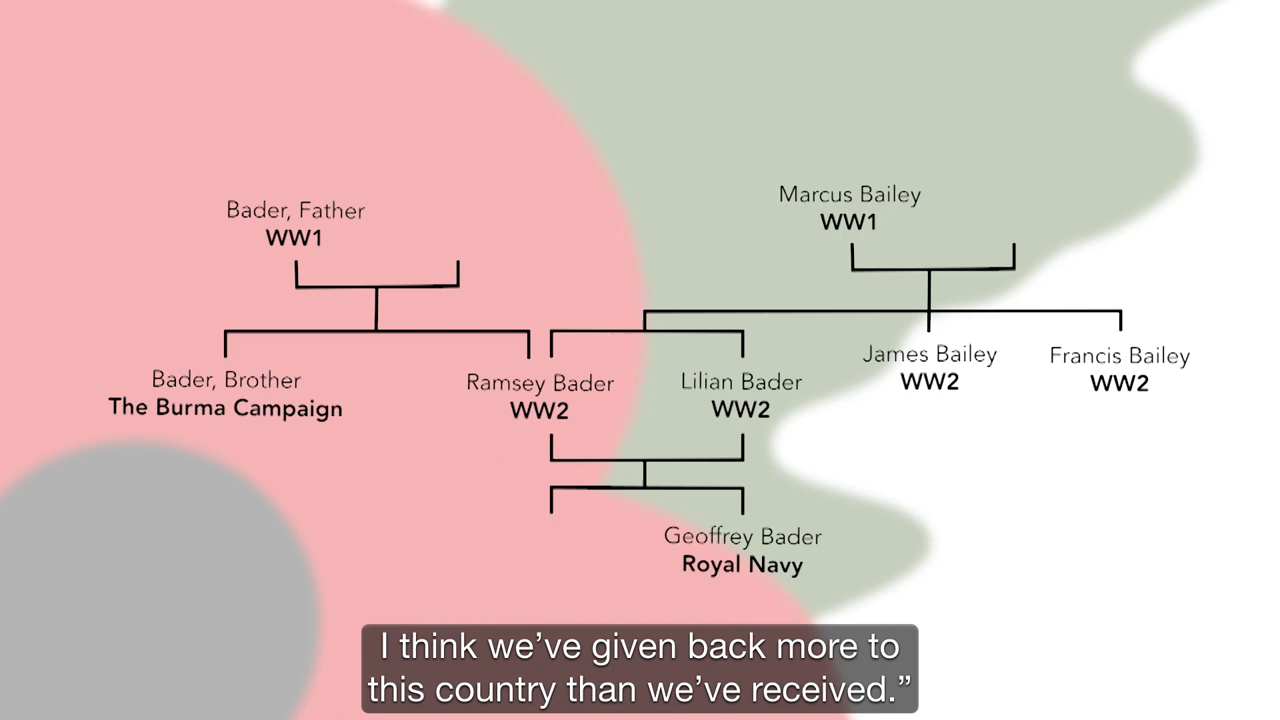 Marcus Bailey
WW1
Bader, Father
WW1
James Bailey
WW2
Francis Bailey
WW2
Bader, Brother
The Burma Campaign
Ramsey Bader
WW2
Lilian Bader
WW2
Geoffrey Bader
Royal Navy
I think we’ve given back more to
this country than we’ve received.”